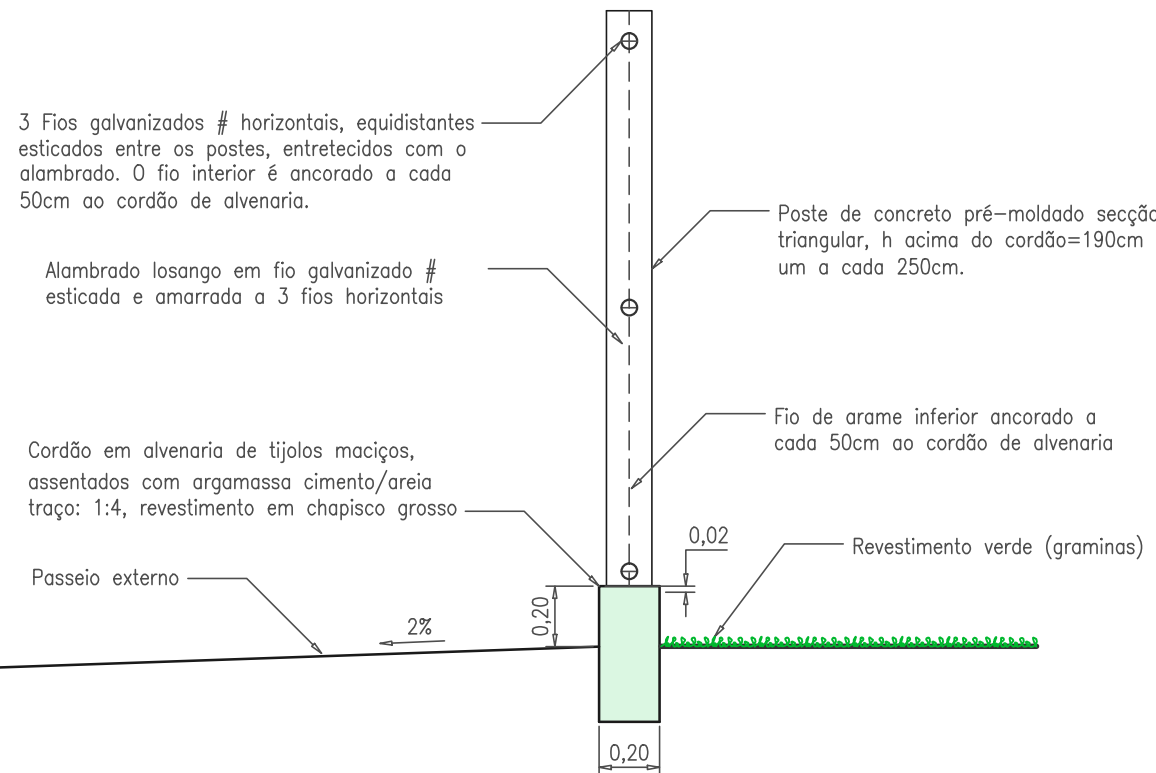 3 Fios galvanizados # horizontais, equidistantes
esticados entre os postes, entretecidos com o
alambrado. O fio interior é ancorado a cada
50cm ao cordão de alvenaria.
Poste de concreto pré-moldado secção
triangular, h acima do cordão=190cm
um a cada 250cm.
Alambrado losango em fio galvanizado #
esticada e amarrada a 3 fios horizontais
Fio de arame inferior ancorado a
cada 50cm ao cordão de alvenaria
Cordão em alvenaria de tijolos maciços,
assentados com argamassa cimento/areia
traço: 1:4, revestimento em chapisco grosso
0,02
Revestimento verde (graminas)
Passeio externo
0,20
2%
0,20